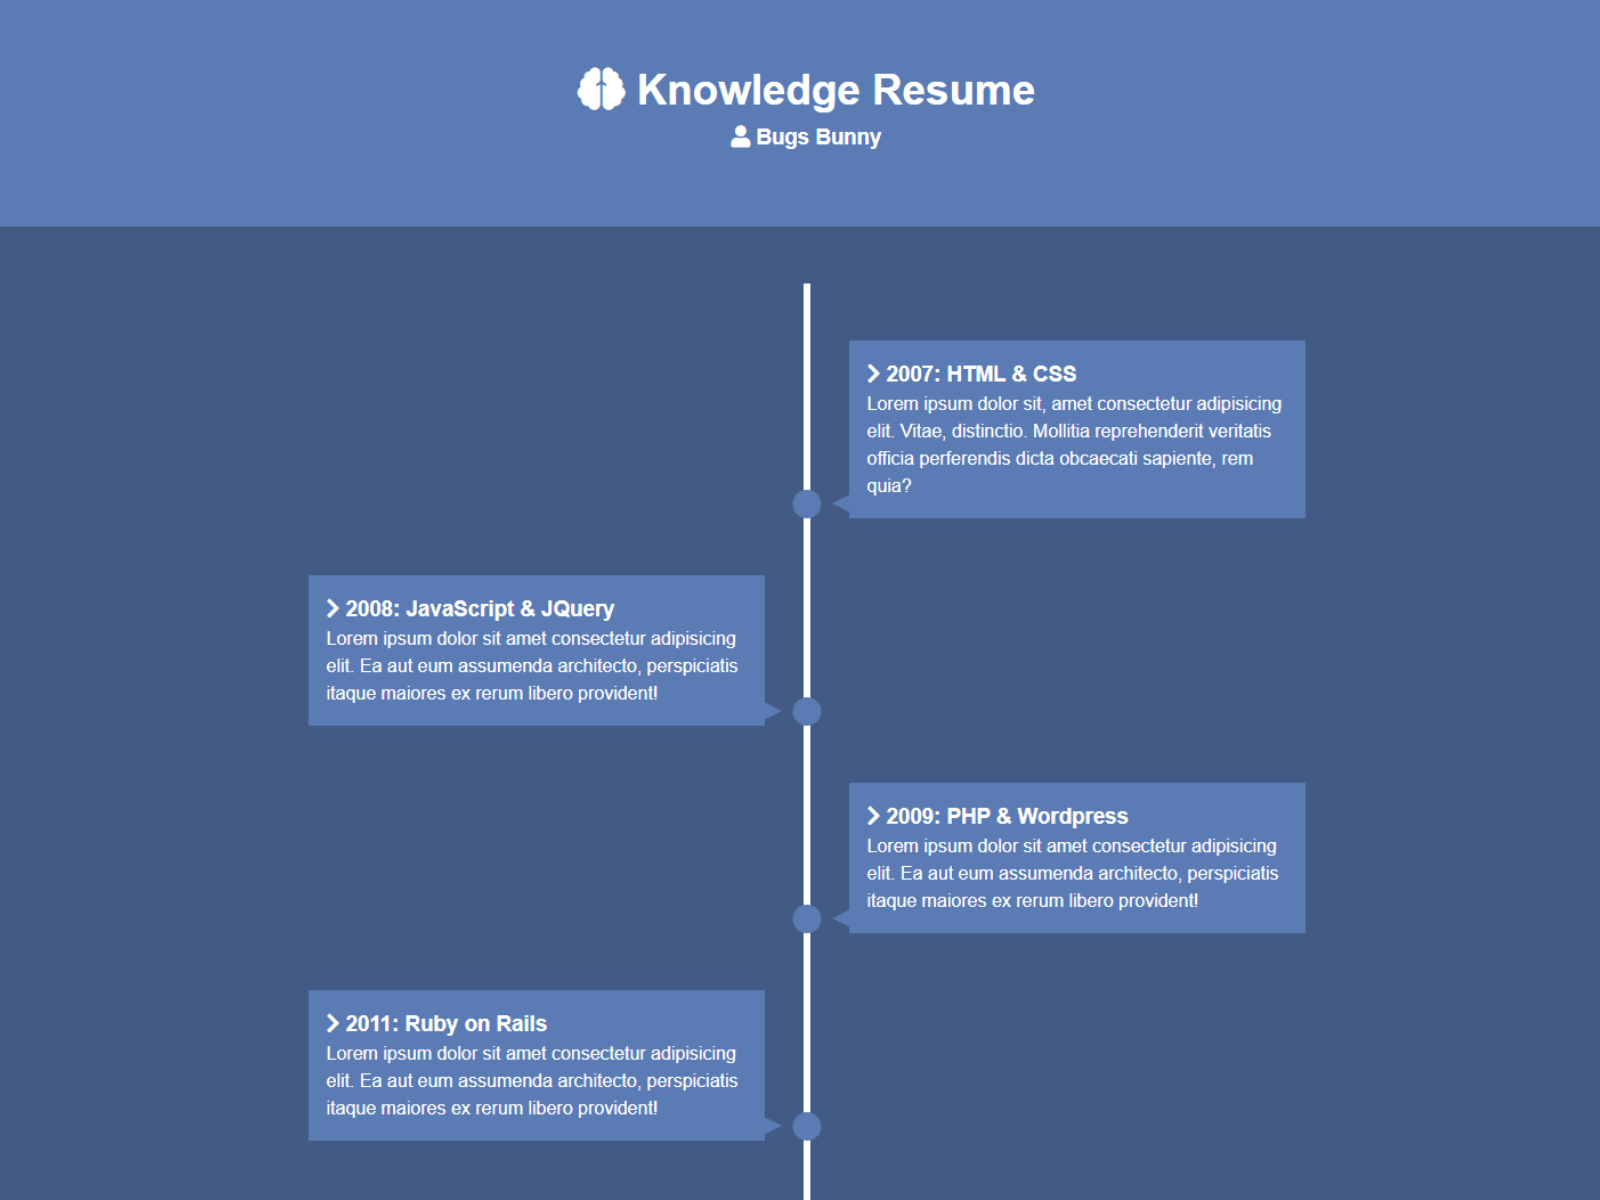 Knowledge Resume
Bugs Bunny
2007: HTML & CSS
Lorem ipsum dolor sit, amet consectetur adipisicing
elit. Vitae, distinctio. Mollitia reprehenderit veritatis
officia perferendis dicta obcaecati sapiente, rem
quia?
2008: JavaScript & JQuery
Lorem ipsum dolor sit amet consectetur adipisicing
elit. Ea aut eum assumenda architecto, perspiciatis
itaque maiores ex rerum libero provident!
2009: PHP & Wordpress
Lorem ipsum dolor sit amet consectetur adipisicing
elit. Ea aut eum assumenda architecto, perspiciatis
itaque maiores ex rerum libero provident!
2011: Ruby on Rails
Lorem ipsum dolor sit amet consectetur adipisicing
elit. Ea aut eum assumenda architecto, perspiciatis
itaque maiores ex rerum libero provident!